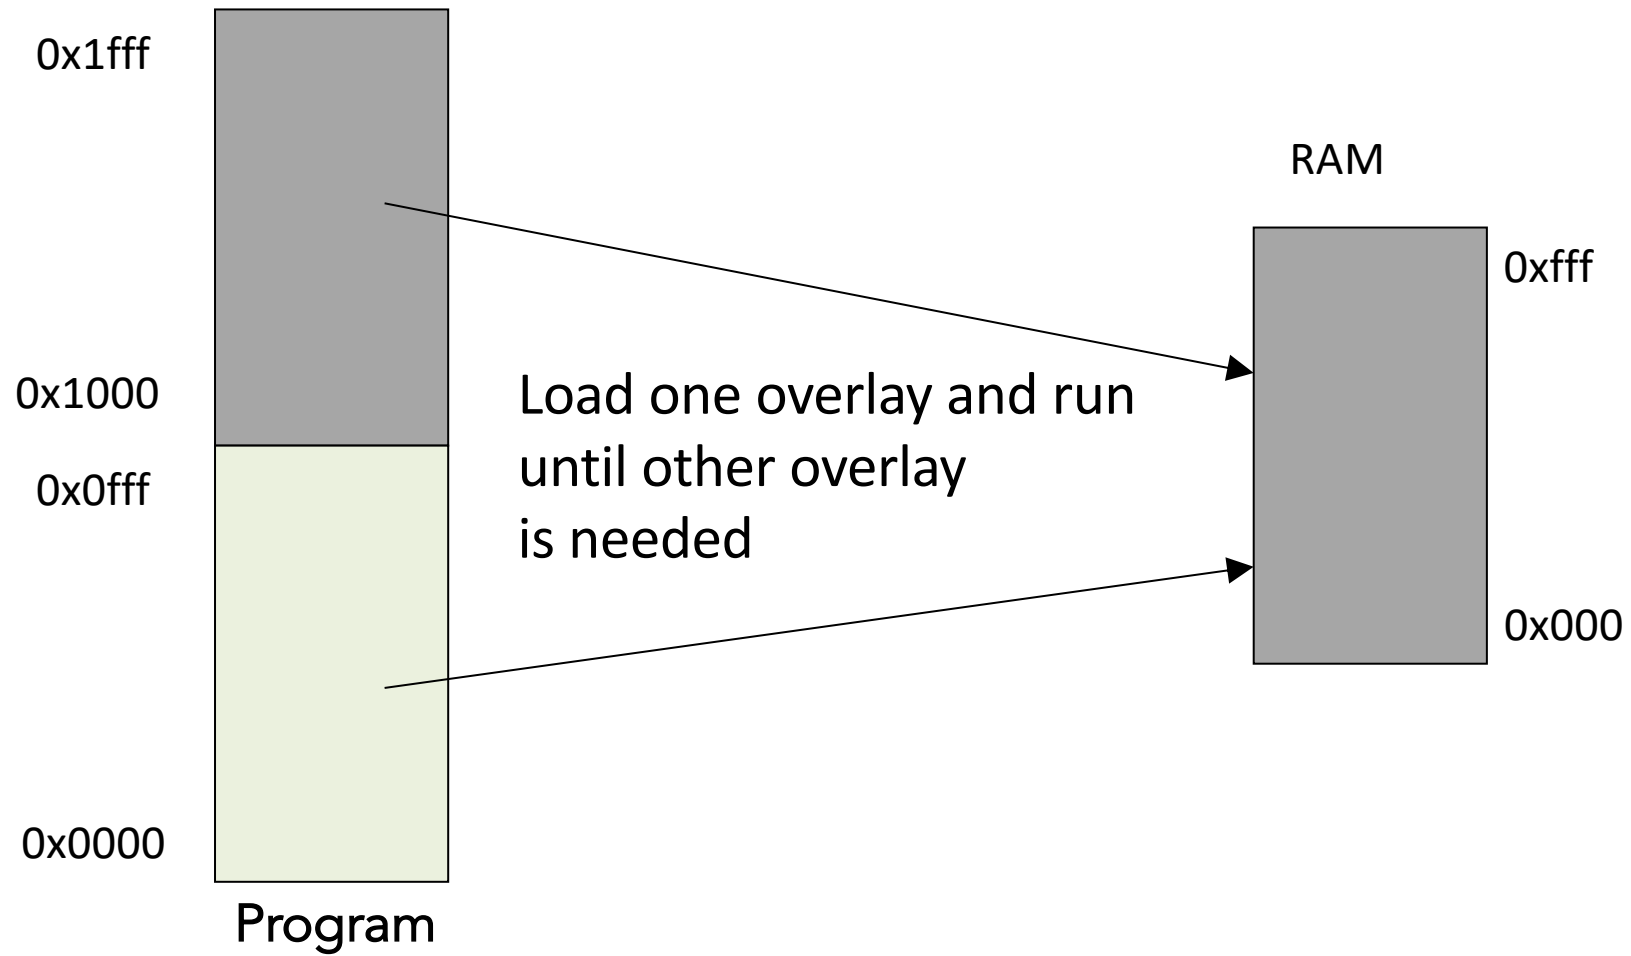 0x1fff
RAM
0xfff
0x1000
Load one overlay and run
until other overlay
0x0fff
is needed
0x000
0x0000
Program